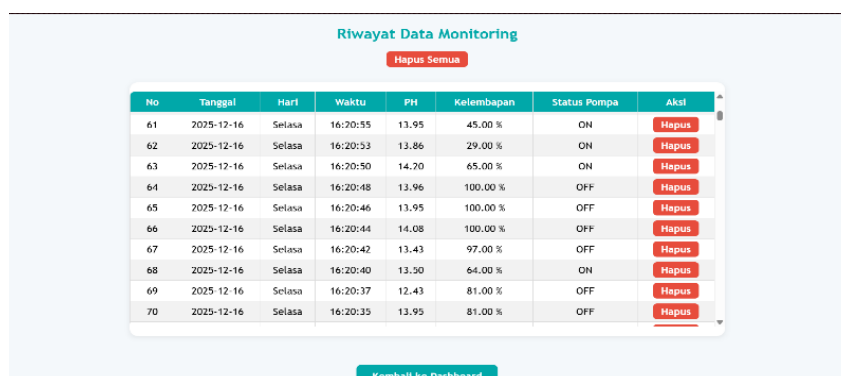 Riwayat Data Monitoring
Hapus Semua
No Tanggal Hari Waktu PH Kelembapan Status Pompa Aksi
61 2025-12-16 Selasa 16:20:55 13.95 45.00 % ON Hapus
62 2025-12-16 Selasa 16:20:53 13.86 29.00 % ON Hapus
63 2025-12-16 Selasa 16:20:50 14.20 65.00 % ON Hapus
64 2025-12-16 Selasa 16:20:48 13.96 100.00 % OFF Hapus
65 2025-12-16 Selasa 16:20:46 13.95 100.00 % OFF Hapus
66 2025-12-16 Selasa 16:20:44 14.08 100.00 % OFF Hapus
67 2025-12-16 Selasa 16:20:42 13.43 97.00 % OFF Hapus
68 2025-12-16 Selasa 16:20:40 13.50 64.00 % ON Hapus
69 2025-12-16 Selasa 16:20:37 12.43 81.00 % OFF Hapus
70 2025-12-16 Selasa 16:20:35 13.95 81.00 % OFF Hapus
Kembali ke Dashboard